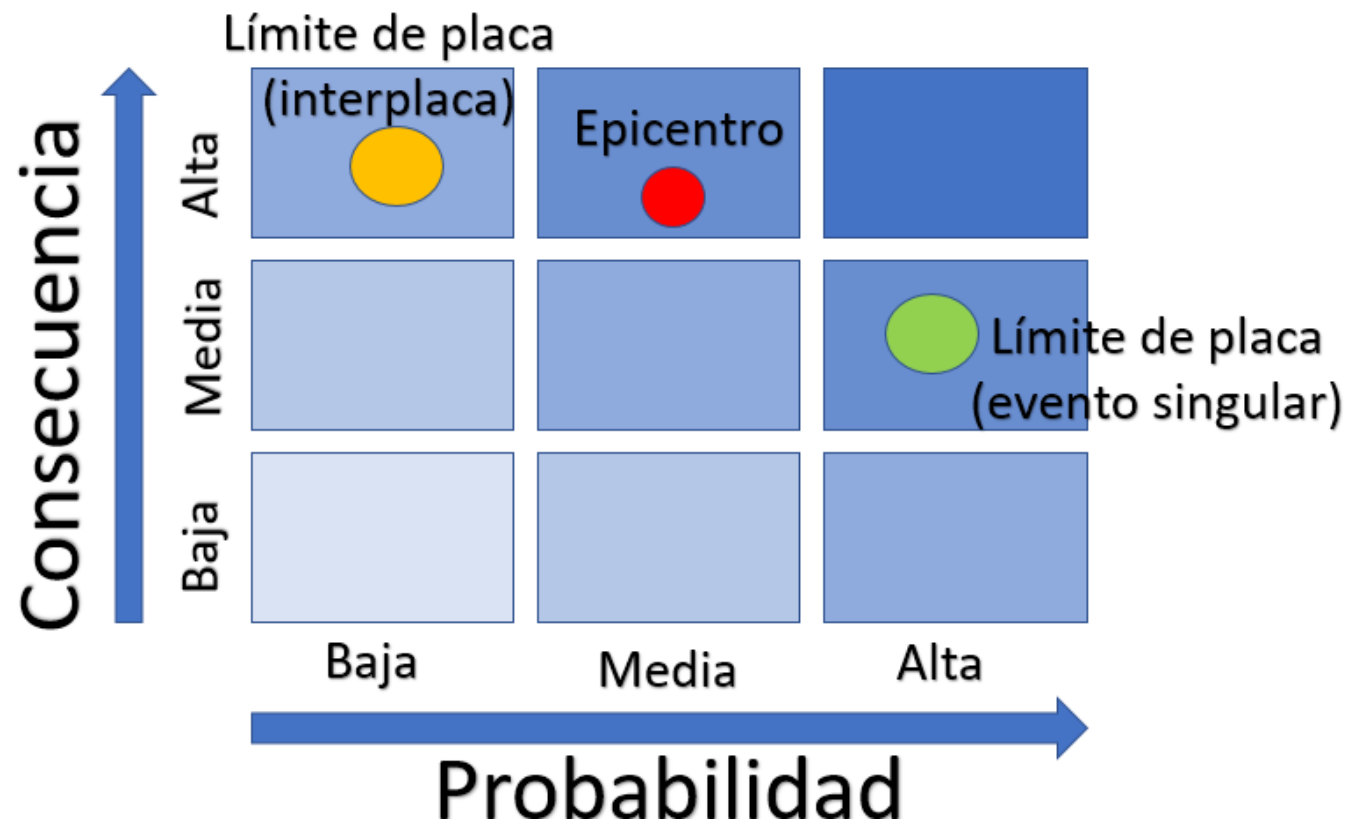 Límite de placa
(interplaca)
Epicentro
Consecuencia
Alta
Media
Baja
Límite de placa
(evento singular)
Baja
Media
Alta
Probabilidad